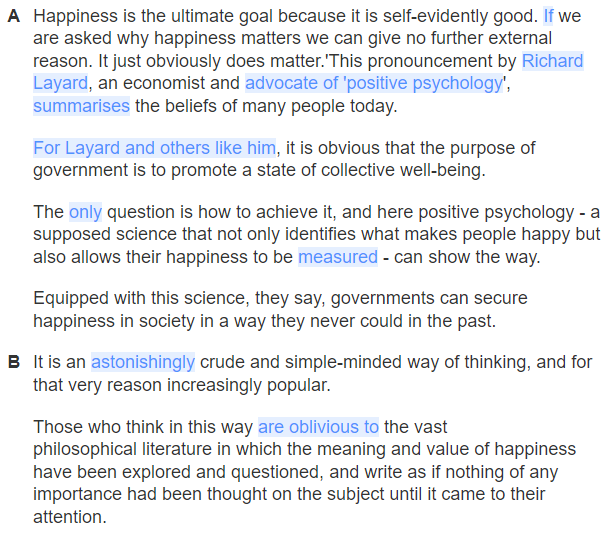 A Happiness is the ultimate goal because it is self-evidently good. If we
are asked why happiness matters we can give no further external
reason. It just obviously does matter.'This pronouncement by Richard
Layard, an economist and advocate of 'positive psychology',
summarises the beliefs of many people today.
For Layard and others like him, it is obvious that the purpose of
government is to promote a state of collective well-being.
The only question is how to achieve it, and here positive psychology - a
supposed science that not only identifies what makes people happy but
also allows their happiness to be measured - can show the way.
Equipped with this science, they say, governments can secure
happiness in society in a way they never could in the past.
B It is an astonishingly crude and simple-minded way of thinking, and for
that very reason increasingly popular.
Those who think in this way are oblivious to the vast
philosophical literature in which the meaning and value of happiness
have been explored and questioned, and write as if nothing of any
importance had been thought on the subject until it came to their
attention.